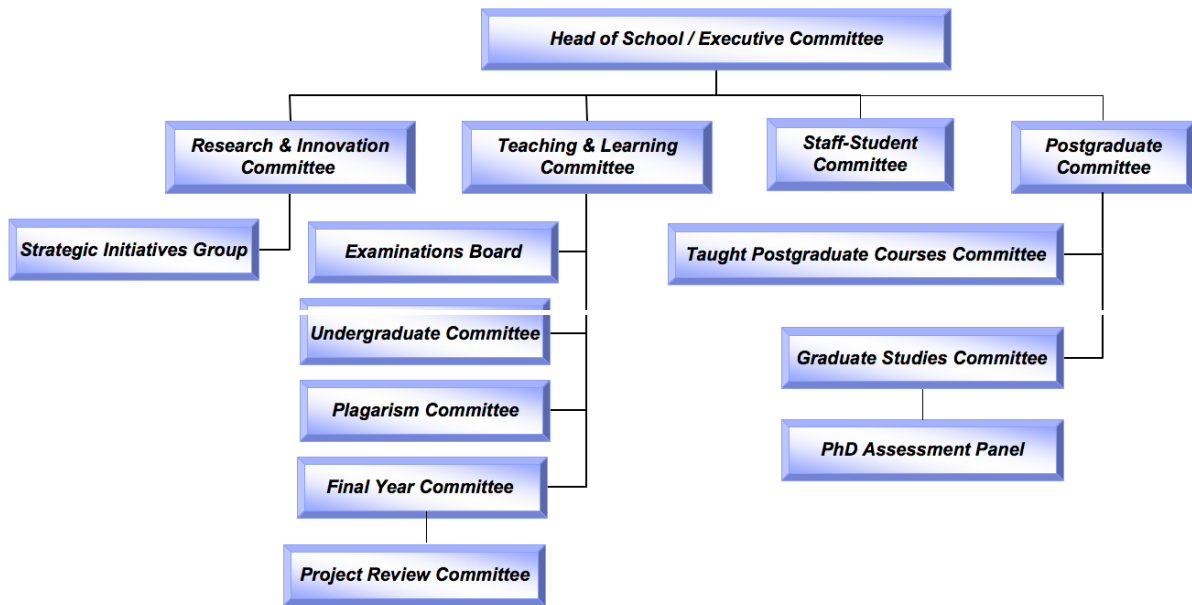 Head of School / Executive Committee
Research & Innovation
Committee
Teaching & Learning
Committee
Staff-Student
Committee
Postgraduate
Committee
Strategic Initiatives Group
Examinations Board
Taught Postgraduate Courses Committee
Undergraduate Committee
Graduate Studies Committee
Plagarism Committee
PhD Assessment Panel
Final Year Committee
Project Review Committee